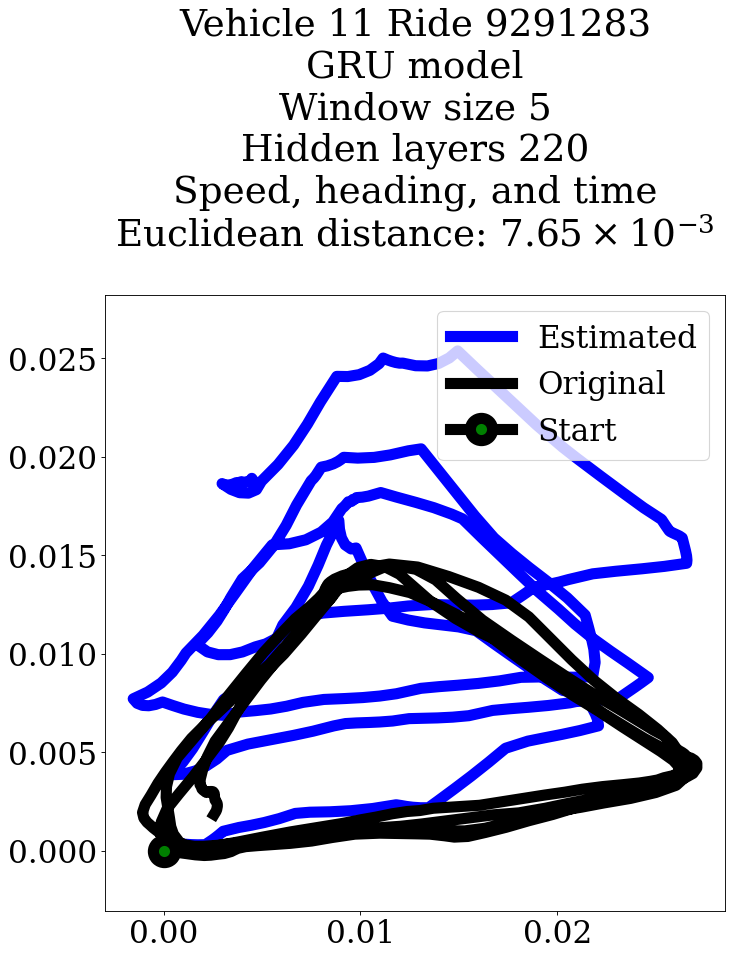 Vehicle 11 Ride 9291283
GRU model
Window size 5
Hidden layers 220
Speed, heading, and time
Euclidean distance: 7.65 × 10⁻³
Estimated
Original
Start
0.025
0.020
0.015
0.010
0.005
0.000
0.00 0.01 0.02